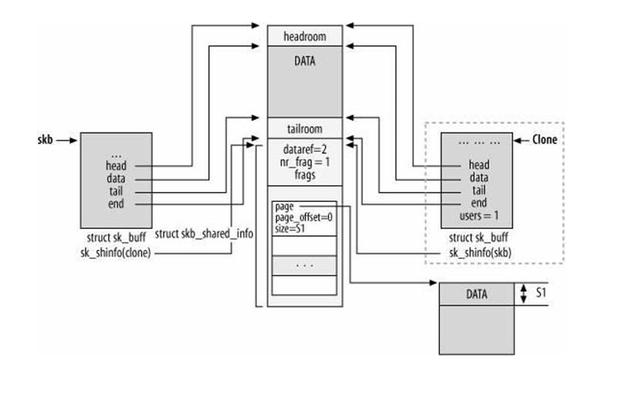 headroom
DATA
skb
tailroom
... ... ...
Clone
...
head
data
tail
end
dataref=2
nr_frag = 1
frags
head
data
tail
end
users = 1
struct sk_buff
sk_shinfo(clone)
struct skb_shared_info
page
page_offset=0
size=S1
. . .
struct sk_buff
sk_shinfo(skb)
DATA
S1